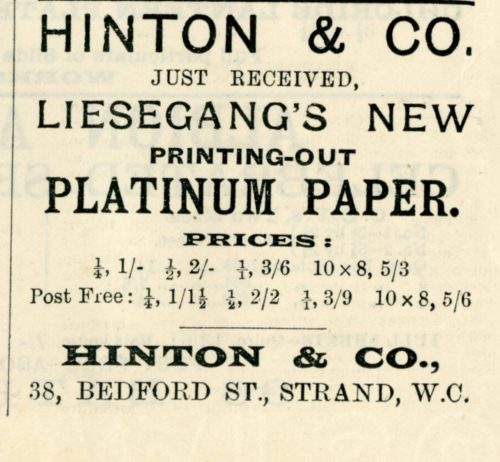 HINTON & CO.
JUST RECEIVED,
LIESEGANG'S NEW
PRINTING-OUT
PLATINUM PAPER.
PRICES:
¼, 1/- ½, 2/- 1/1, 3/6 10 × 8, 5/3
Post Free: ¼, 1/1½ ½, 2/2 1/1, 3/9 10 × 8, 5/6
HINTON & CO.,
38, BEDFORD ST., STRAND, W.C.